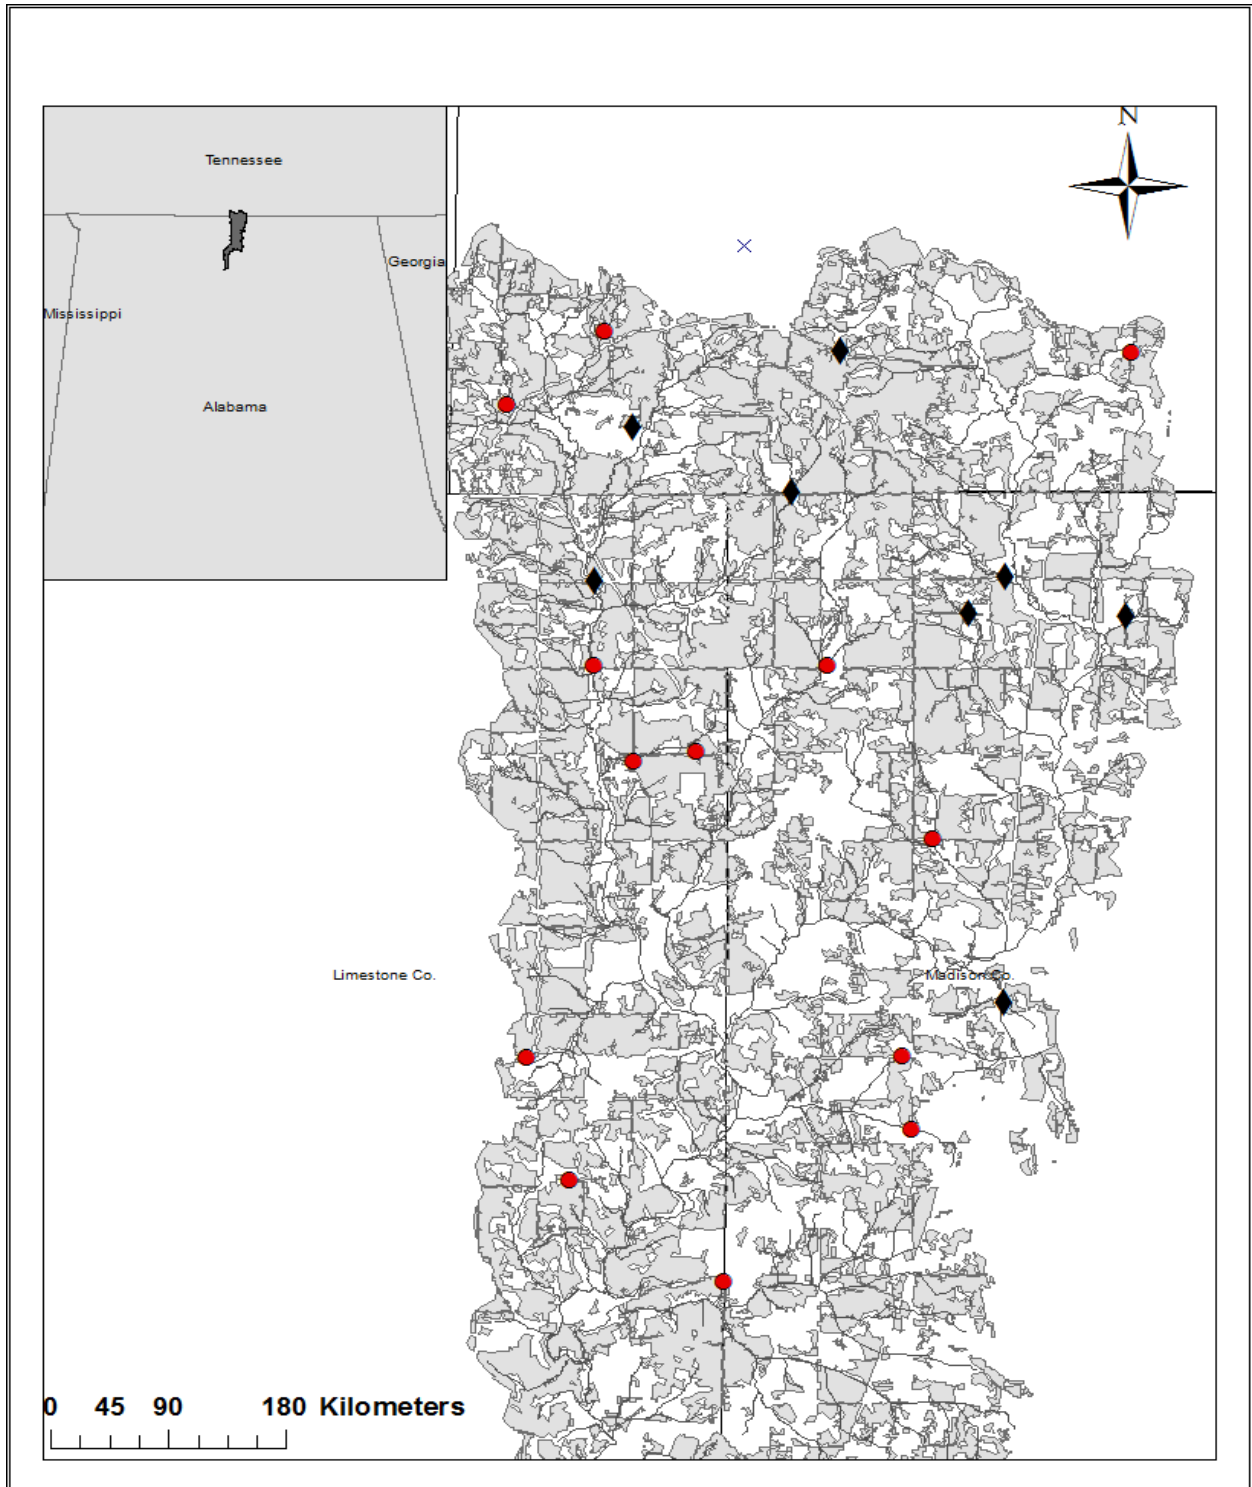 N
Tennessee
Georgia
Mississippi
Alabama
Limestone Co.
Madison Co.
0 45 90 180 Kilometers